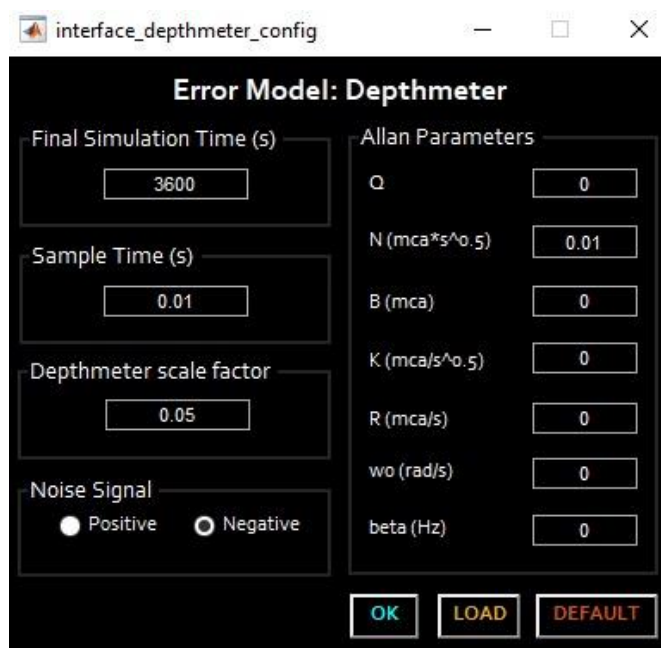 interface_depthmeter_config
Error Model: Depthmeter
Final Simulation Time (s)
3600
Sample Time (s)
0.01
Depthmeter scale factor
0.05
Noise Signal
Positive Negative
Allan Parameters
Q 0
N (mca*s^0.5) 0.01
B (mca) 0
K (mca/s^0.5) 0
R (mca/s) 0
wo (rad/s) 0
beta (Hz) 0
OK LOAD DEFAULT